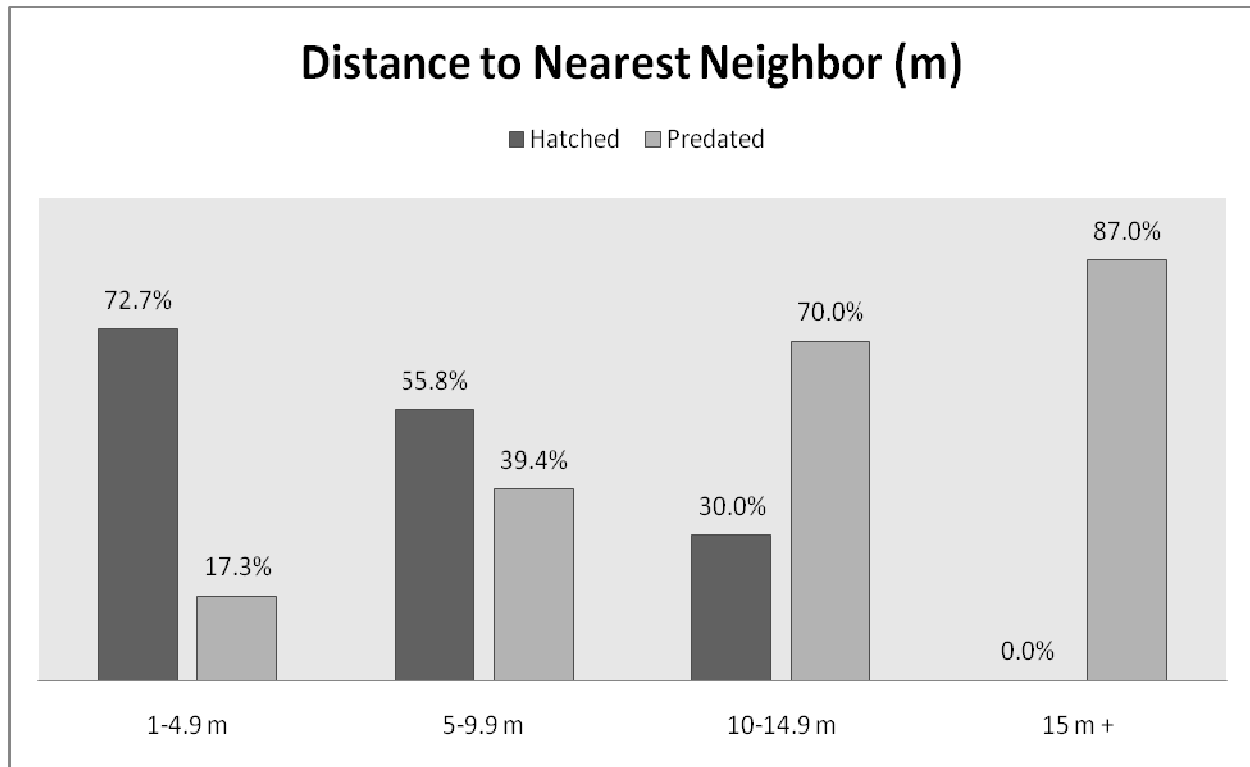 Distance to Nearest Neighbor (m)
Hatched Predated
87.0%
72.7%
70.0%
55.8%
39.4%
30.0%
17.3%
0.0%
1-4.9 m 5-9.9 m 10-14.9 m 15 m +